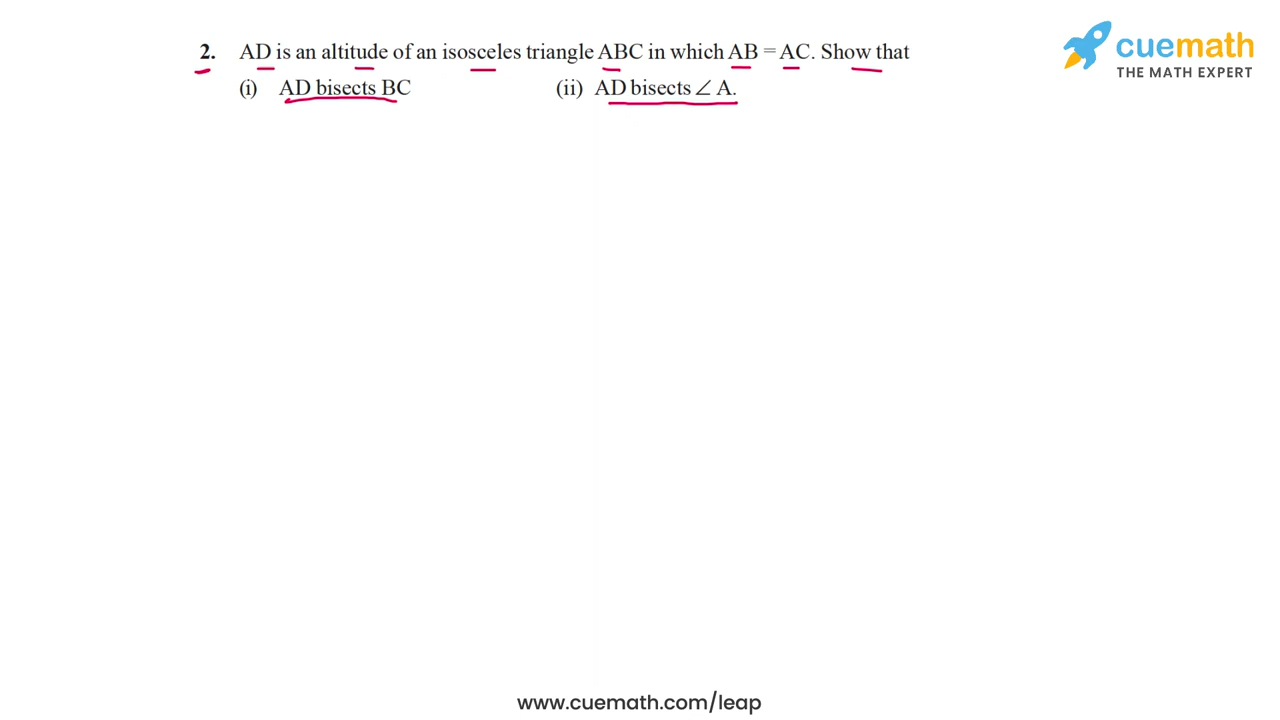 2. AD is an altitude of an isosceles triangle ABC in which AB = AC. Show that
(i) AD bisects BC (ii) AD bisects ∠ A.
cuemath
THE MATH EXPERT
www.cuemath.com/leap